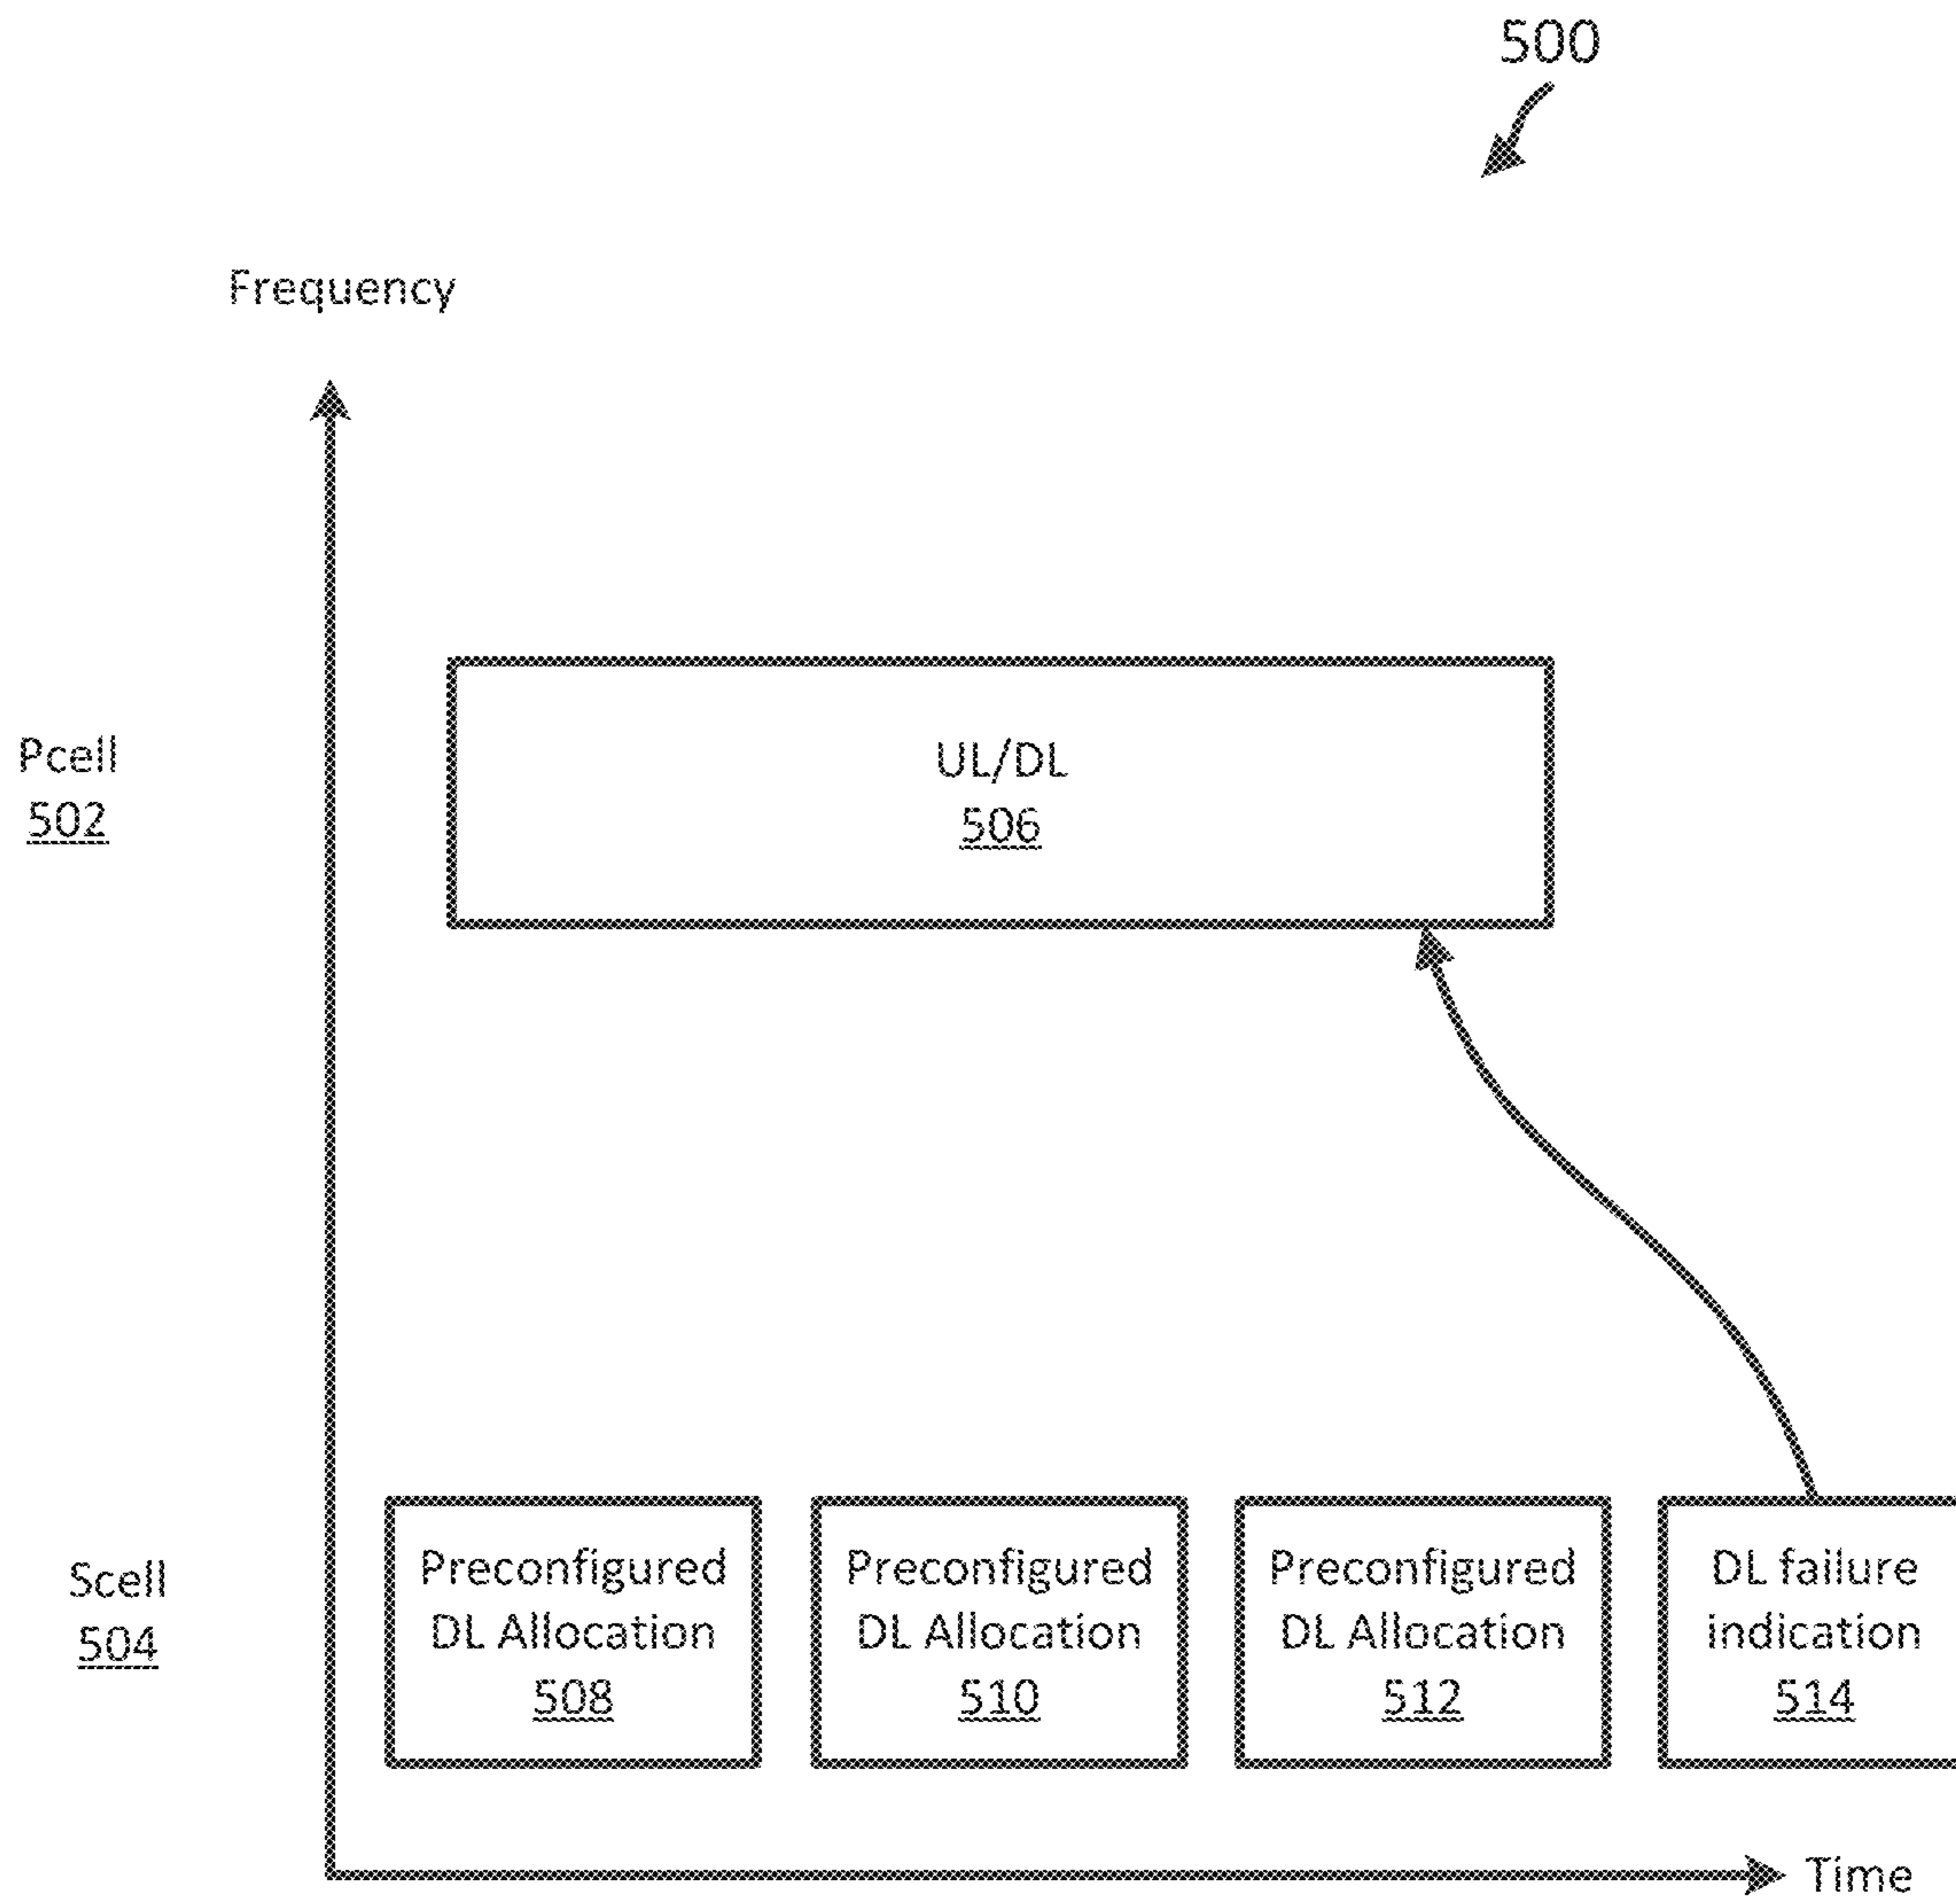 500
Frequency
Pcell
502
UL/DL
506
Scell
504
Preconfigured
DL Allocation
508
Preconfigured
DL Allocation
510
Preconfigured
DL Allocation
512
DL failure
indication
514
Time